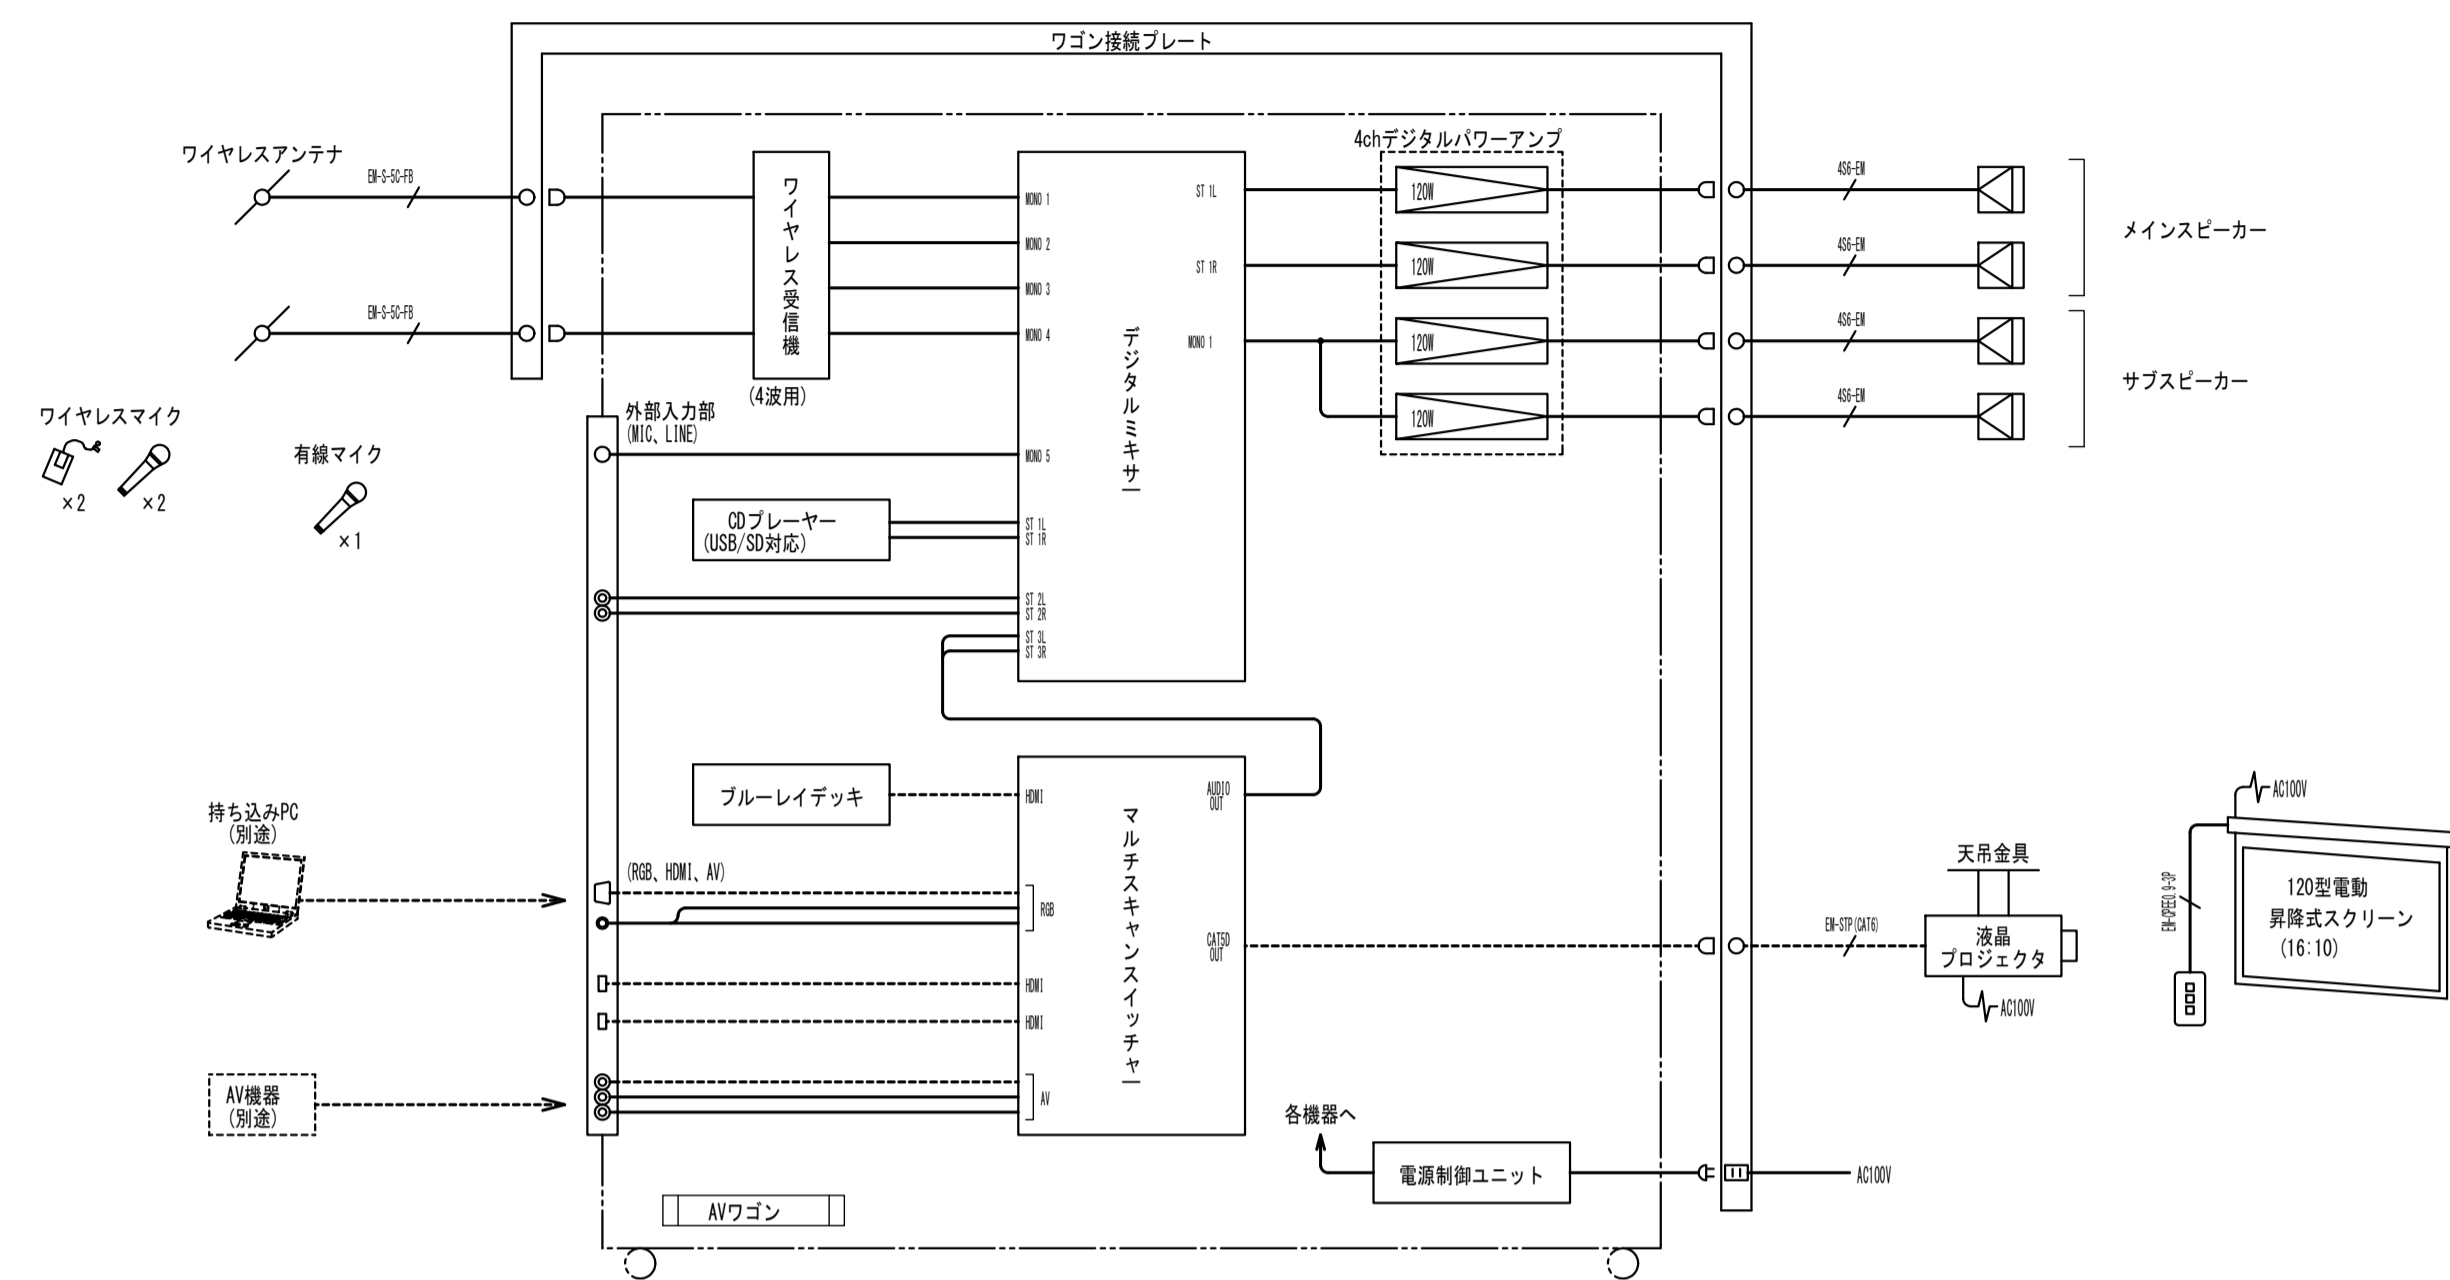 ワゴン接続プレート
ワイヤレスアンテナ
EM-S-5C-FB
EM-S-5C-FB
ワイヤレスマイク
×2
×2
有線マイク
×1
持ち込みPC
(別途)
AV機器
(別途)
ワイヤレス受信機
(4波用)
外部入力部
(MIC、LINE)
CDプレーヤー
(USB/SD対応)
ブルーレイデッキ
(RGB、HDMI、AV)
AVワゴン
デジタルミキサー
MONO 1
MONO 2
MONO 3
MONO 4
MONO 5
ST 1L
ST 1R
ST 2L
ST 2R
ST 3L
ST 3R
ST 1L
ST 1R
MONO 1
マルチスキャンスイッチャー
HDMI
RGB
HDMI
HDMI
AV
AUDIO
OUT
CAT5D
OUT
4chデジタルパワーアンプ
120W
120W
120W
120W
各機器へ
電源制御ユニット
AC100V
4S6-EM
4S6-EM
4S6-EM
4S6-EM
メインスピーカー
サブスピーカー
EM-STP(CAT6)
天吊金具
液晶
プロジェクタ
AC100V
EM-CPEE0.9-3P
AC100V
120型電動
昇降式スクリーン
(16:10)